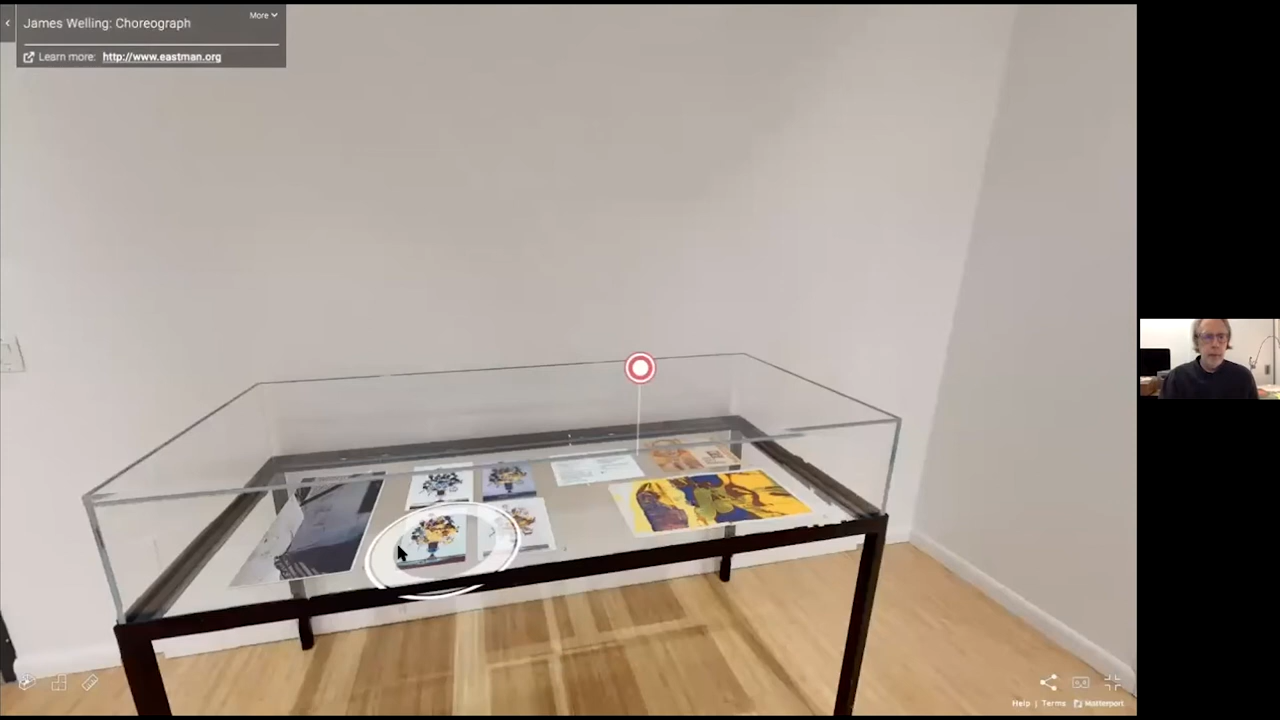 James Welling: Choreograph
More
Learn more: http://www.eastman.org
Help | Terms Matterport